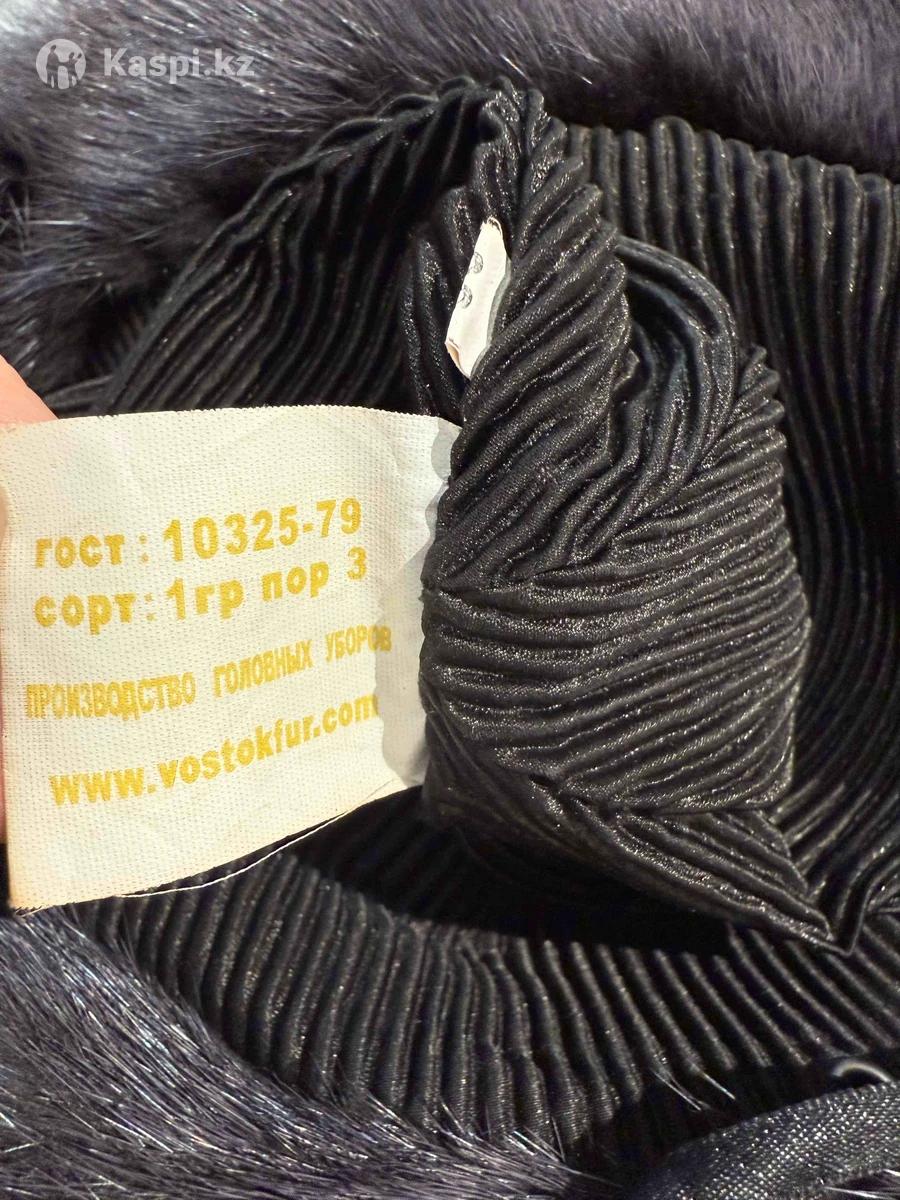 Kaspi.kz
гост: 10325-79
сорт: 1гр пор 3
ПРОИЗВОДСТВО ГОЛОВНЫХ УБОРОВ
www.vostokfur.com